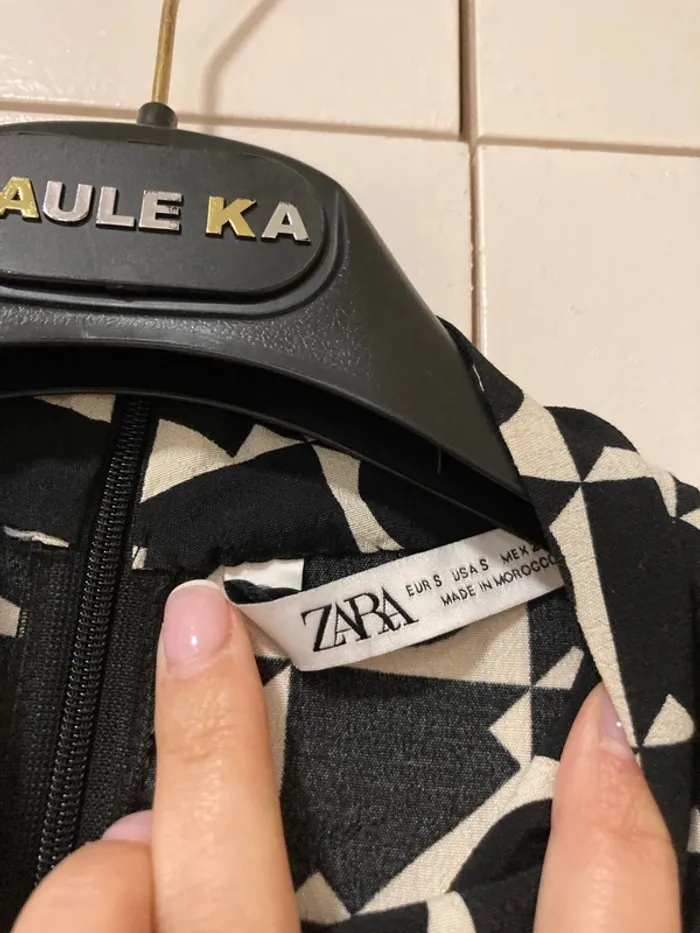 AULE KA
ZARA
EUR S USA S MEX
MADE IN MOROCCO